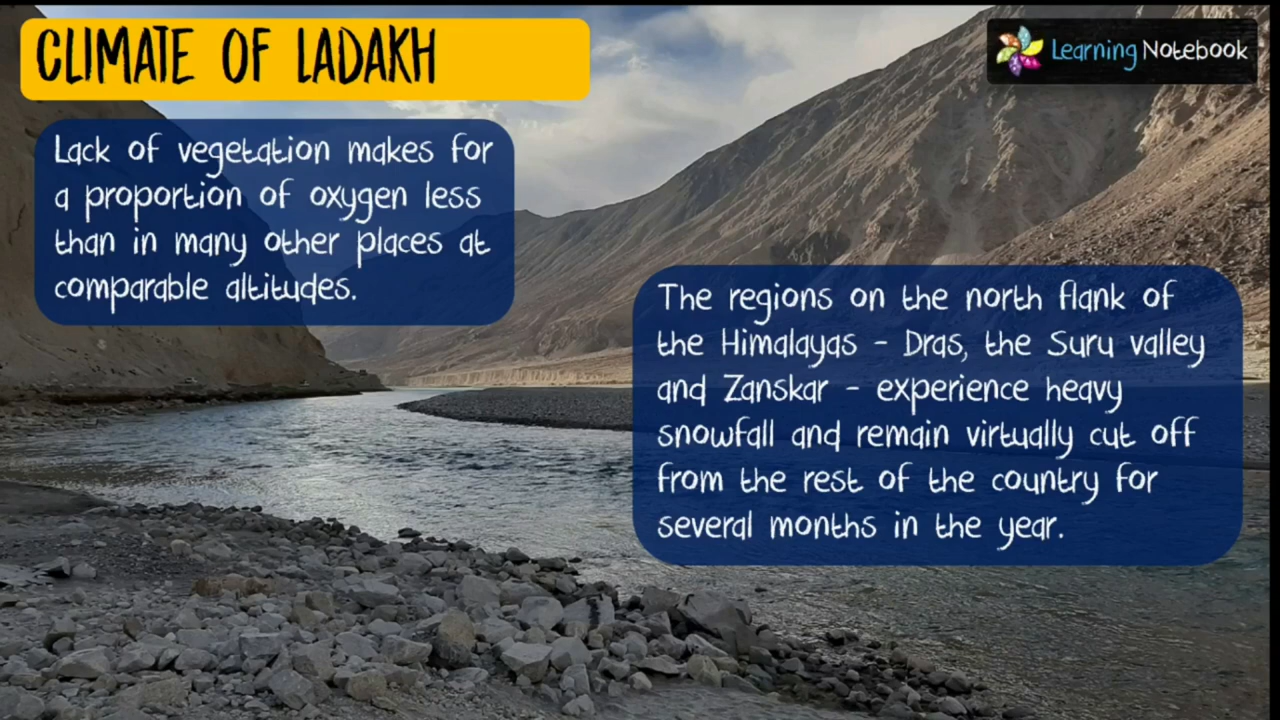 CLIMATE OF LADAKH
Learning Notebook
Lack of vegetation makes for
a proportion of oxygen less
than in many other places at
comparable altitudes.
The regions on the north flank of
the Himalayas - Dras, the Suru valley
and Zanskar - experience heavy
snowfall and remain virtually cut off
from the rest of the country for
several months in the year.